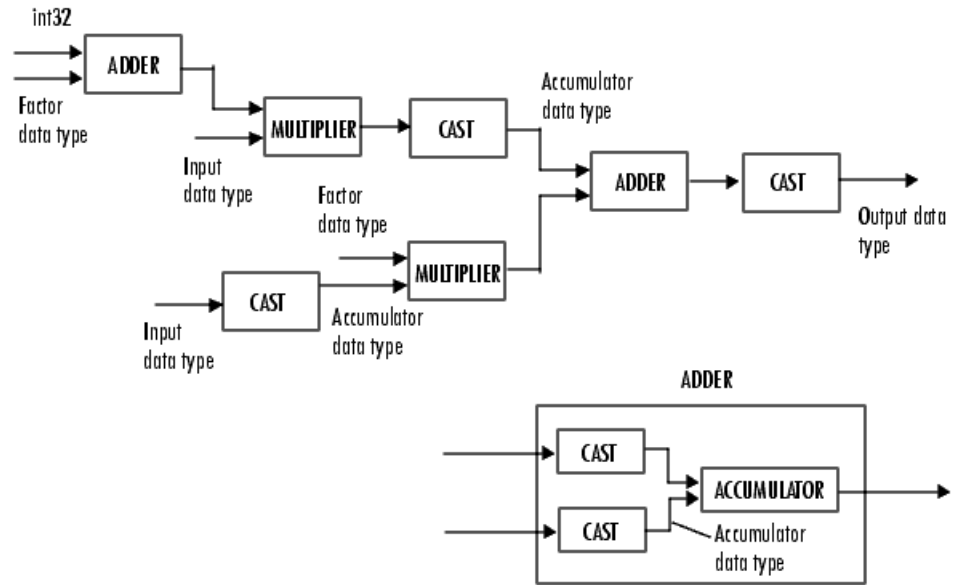 int32
ADDER
Factor
data type
MULTIPLIER
Input
data type
CAST
Accumulator
data type
ADDER
CAST
Output data
type
Factor
data type
MULTIPLIER
CAST
Input
data type
Accumulator
data type
ADDER
CAST
CAST
ACCUMULATOR
Accumulator
data type